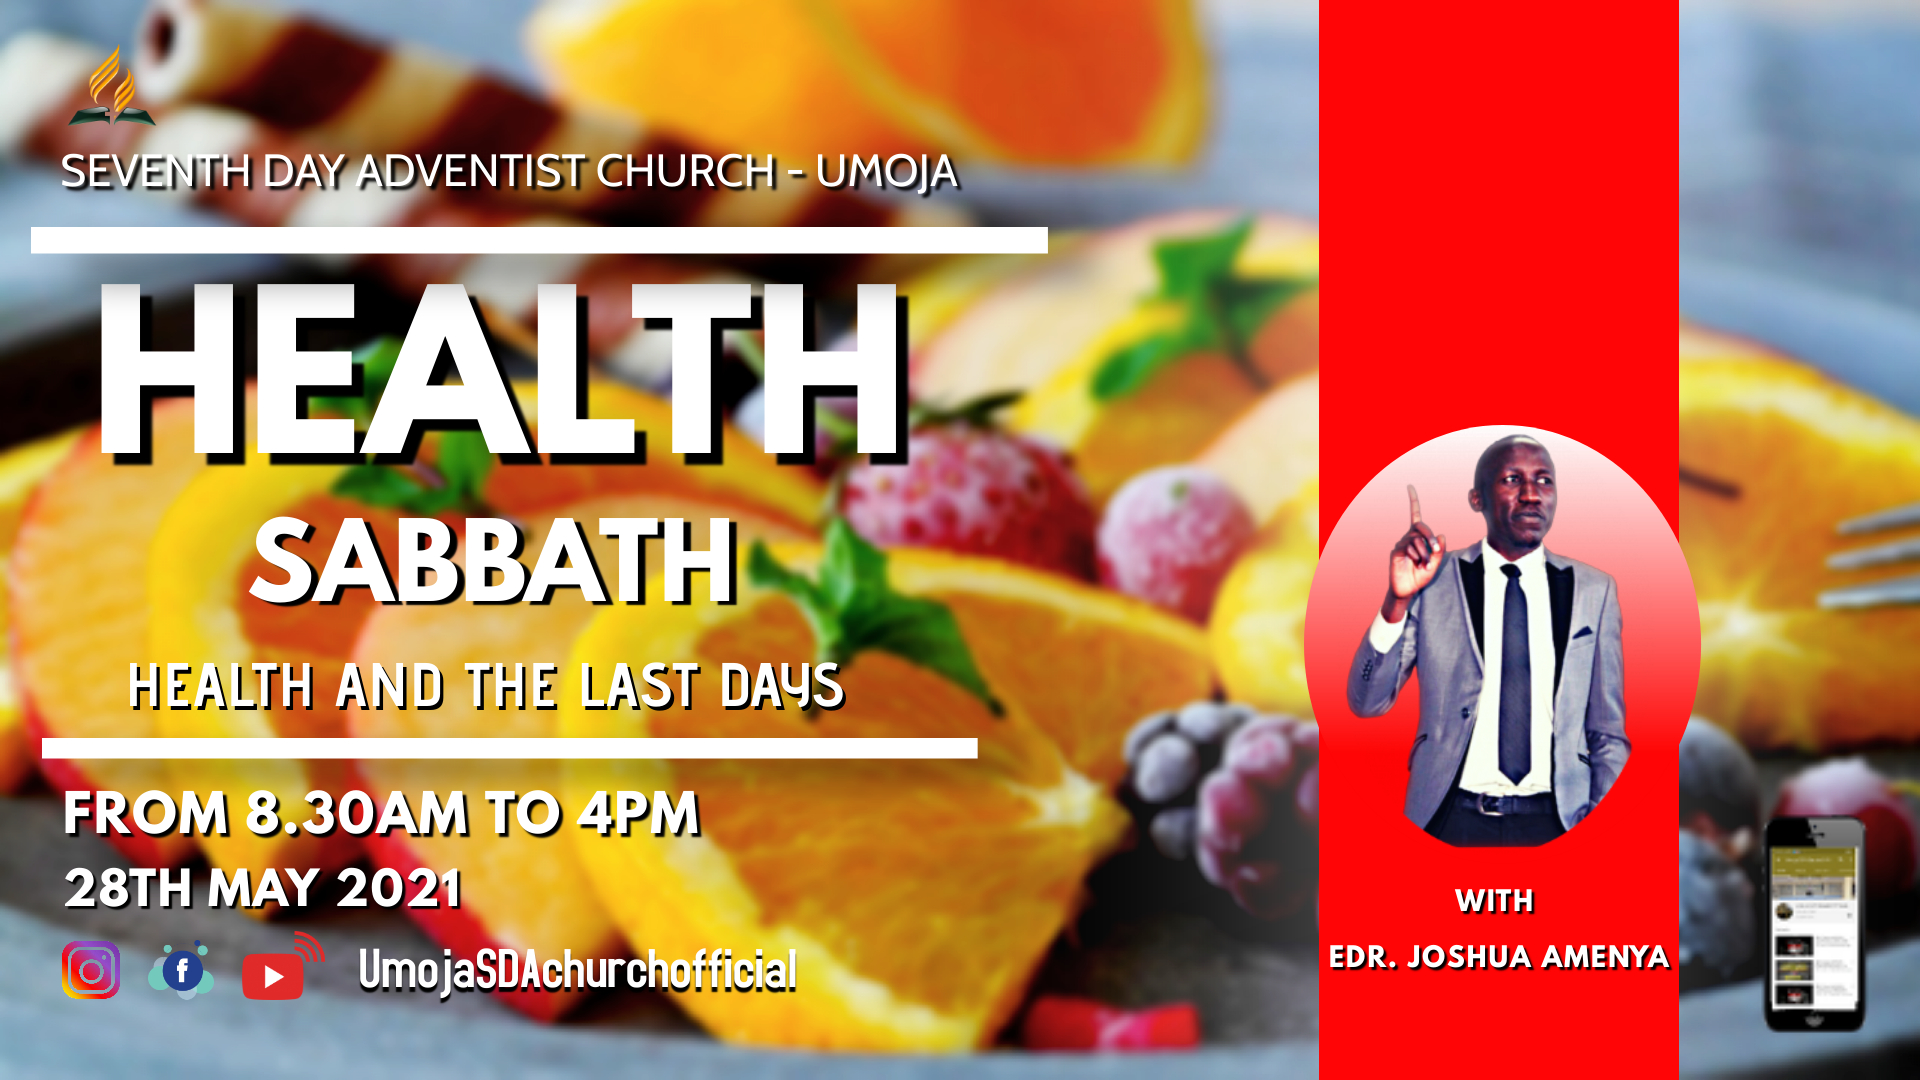 SEVENTH DAY ADVENTIST CHURCH - UMOJA
HEALTH
SABBATH
HEALTH AND THE LAST DAYS
FROM 8.30AM TO 4PM
28TH MAY 2021
UmojaSDAchurchofficial
WITH
EDR. JOSHUA AMENYA